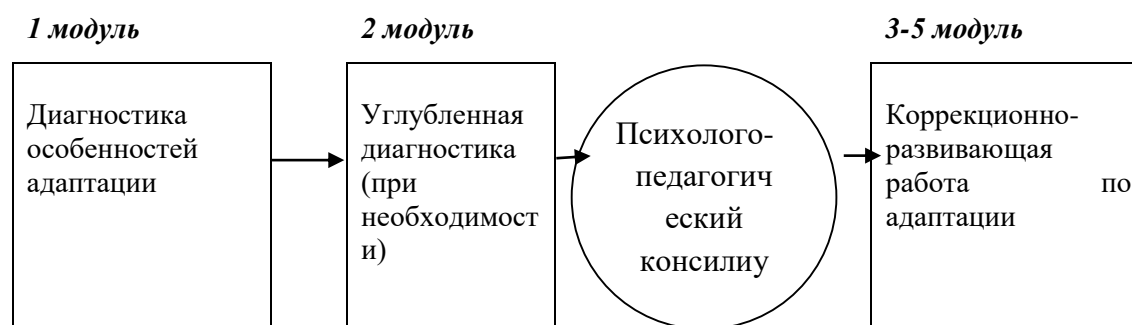 1 модуль
2 модуль
3-5 модуль
Диагностика
особенностей
адаптации
Углубленная
диагностика
(при
необходимост
и)
Психолого-
педагогич
еский
консилиу
Коррекционно-
развивающая
работа по
адаптации